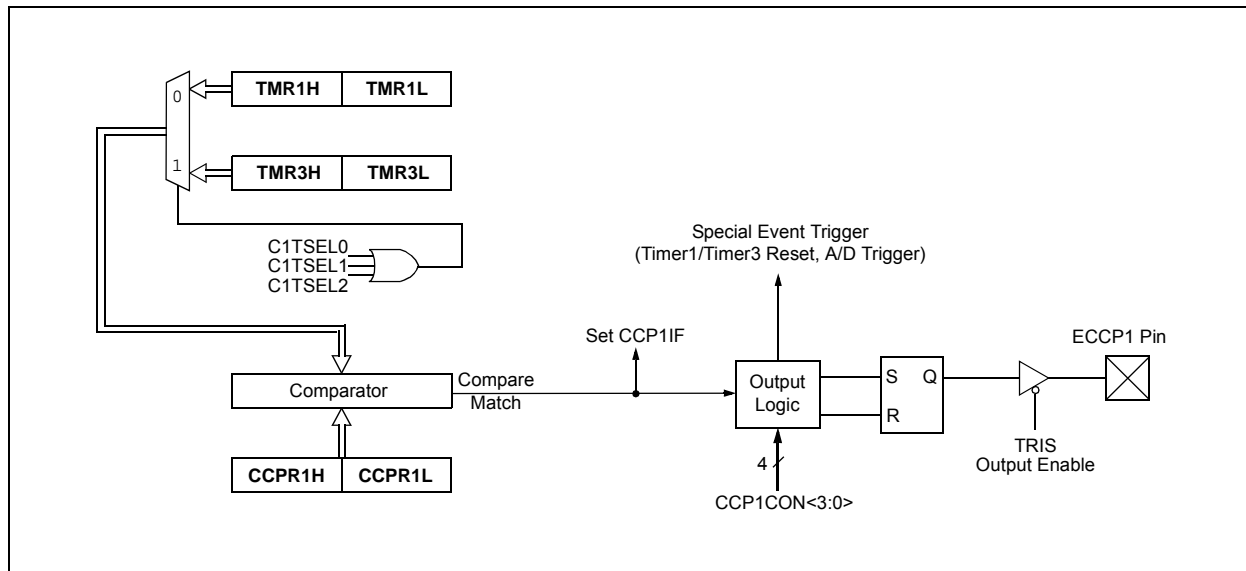 0
TMR1H TMR1L
1
TMR3H TMR3L
C1TSEL0
C1TSEL1
C1TSEL2
Special Event Trigger
(Timer1/Timer3 Reset, A/D Trigger)
Set CCP1IF
ECCP1 Pin
Comparator
Compare
Match
Output
Logic
S Q
R
TRIS
Output Enable
CCPR1H CCPR1L
4
CCP1CON<3:0>